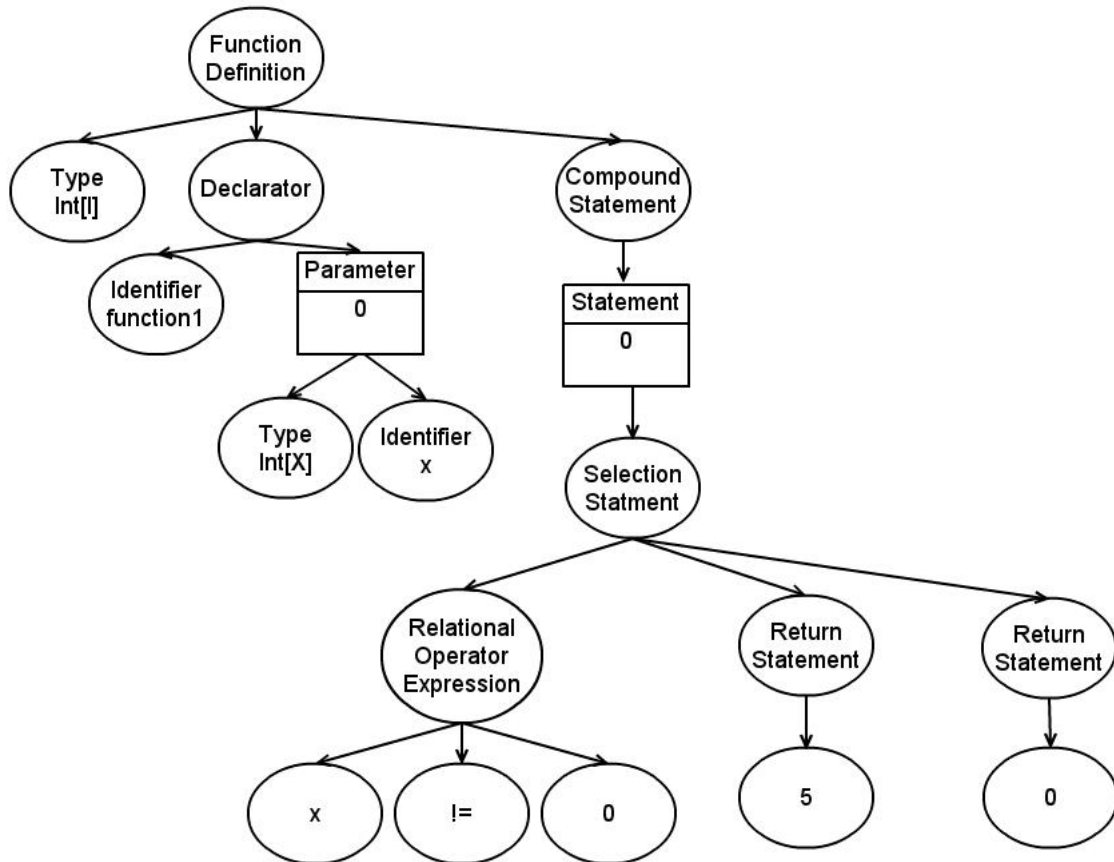 Function
Definition
Type
Int[I]
Declarator
Compound
Statement
Identifier
function1
Parameter
0
Statement
0
Type
Int[X]
Identifier
x
Selection
Statment
Relational
Operator
Expression
Return
Statement
Return
Statement
x
!=
0
5
0